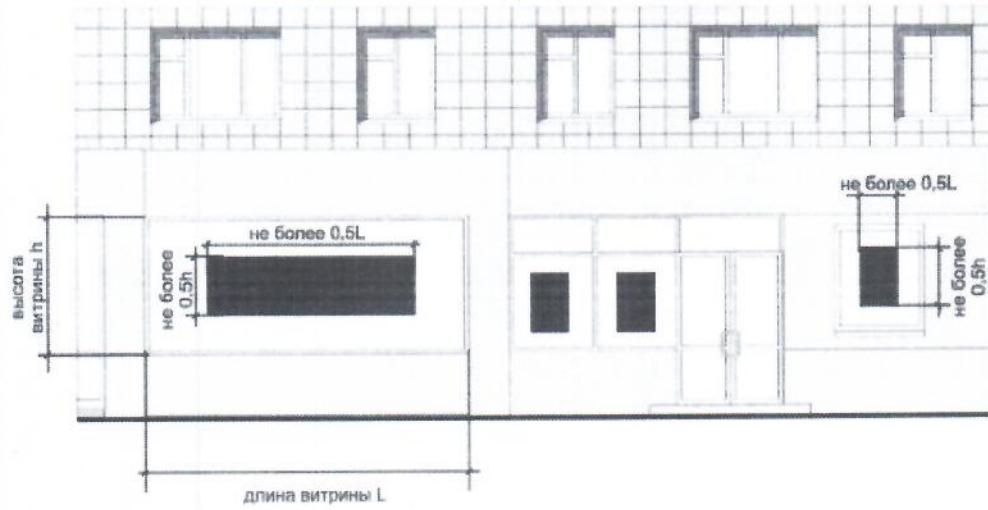 не более 0,5L
не более 0,5L
не более
0,5h
не более
0,5h
высота
витрины h
длина витрины L